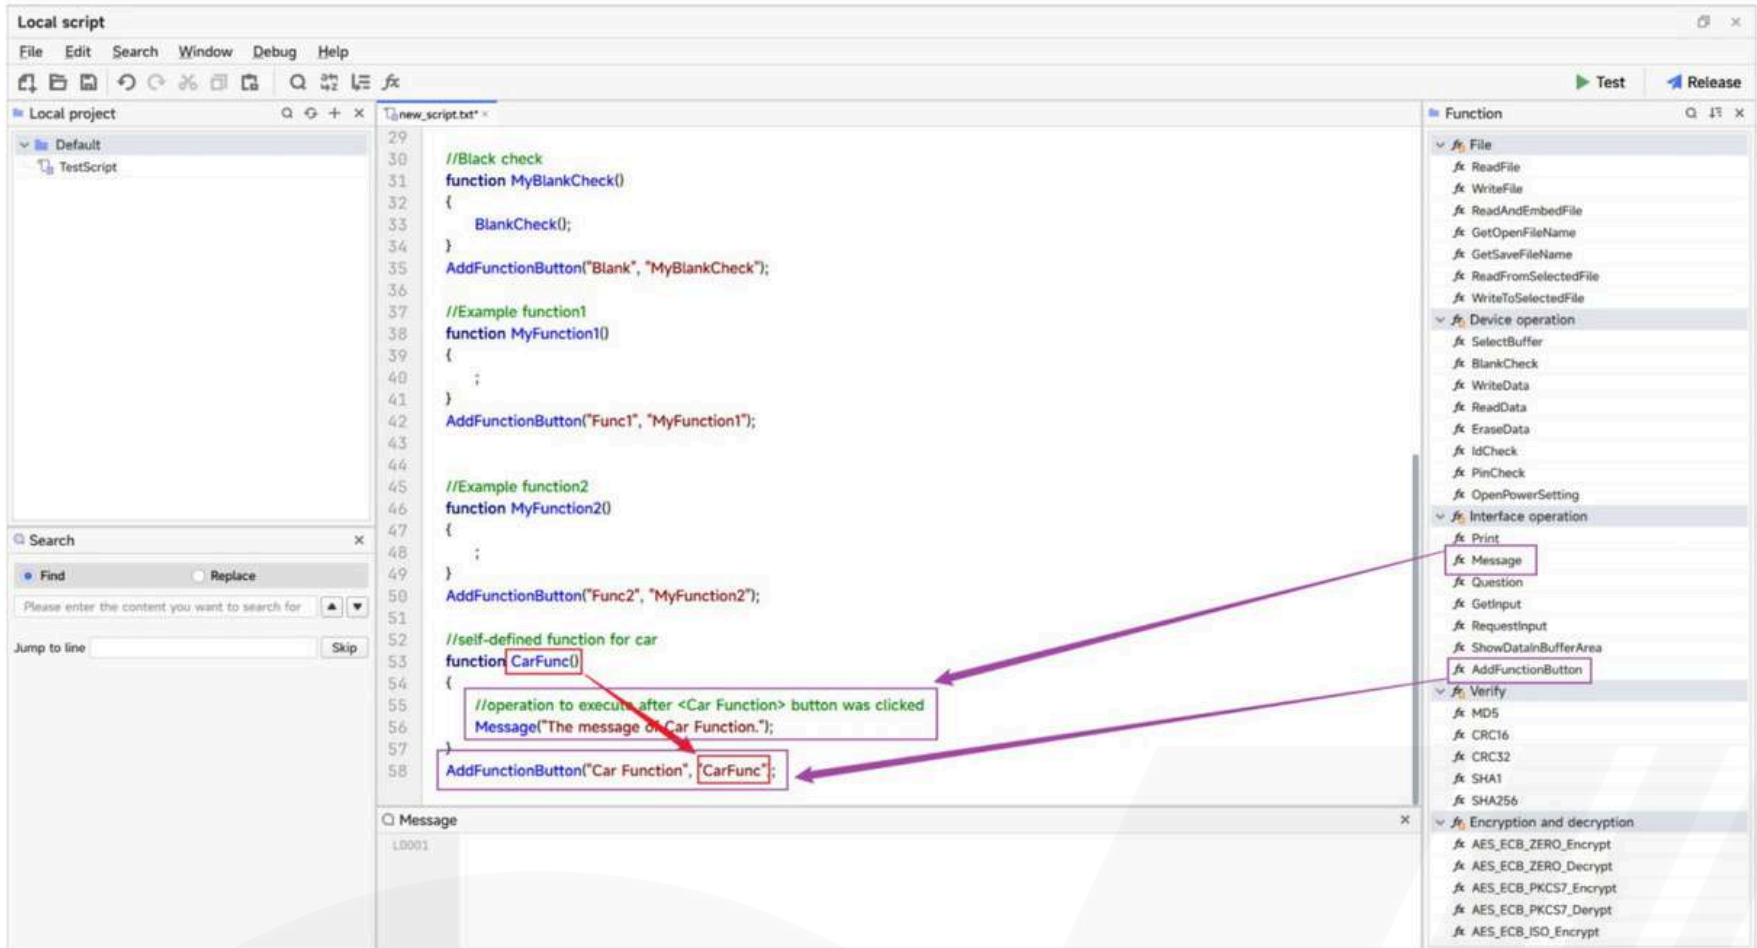 Local script
File Edit Search Window Debug Help
Test Release
Local project
Default
TestScript
Search
Find Replace
Please enter the content you want to search for
Jump to line Skip
new_script.txt*
29
30 //Black check
31 function MyBlankCheck()
32 {
33 BlankCheck();
34 }
35 AddFunctionButton("Blank", "MyBlankCheck");
36
37 //Example function1
38 function MyFunction1()
39 {
40 ;
41 }
42 AddFunctionButton("Func1", "MyFunction1");
43
44
45 //Example function2
46 function MyFunction2()
47 {
48 ;
49 }
50 AddFunctionButton("Func2", "MyFunction2");
51
52 //self-defined function for car
53 function CarFunc()
54 {
55 //operation to execute after <Car Function> button was clicked
56 Message("The message of Car Function.");
57 }
58 AddFunctionButton("Car Function", "CarFunc");
Message
L0001
Function
File
ReadFile
WriteFile
ReadAndEmbedFile
GetOpenFileName
GetSaveFileName
ReadFromSelectedFile
WriteToSelectedFile
Device operation
SelectBuffer
BlankCheck
WriteData
ReadData
EraseData
IdCheck
PinCheck
OpenPowerSetting
Interface operation
Print
Message
Question
GetInput
RequestInput
ShowDataInBufferArea
AddFunctionButton
Verify
MD5
CRC16
CRC32
SHA1
SHA256
Encryption and decryption
AES_ECB_ZERO_Encrypt
AES_ECB_ZERO_Decrypt
AES_ECB_PKCS7_Encrypt
AES_ECB_PKCS7_Derypt
AES_ECB_ISO_Encrypt